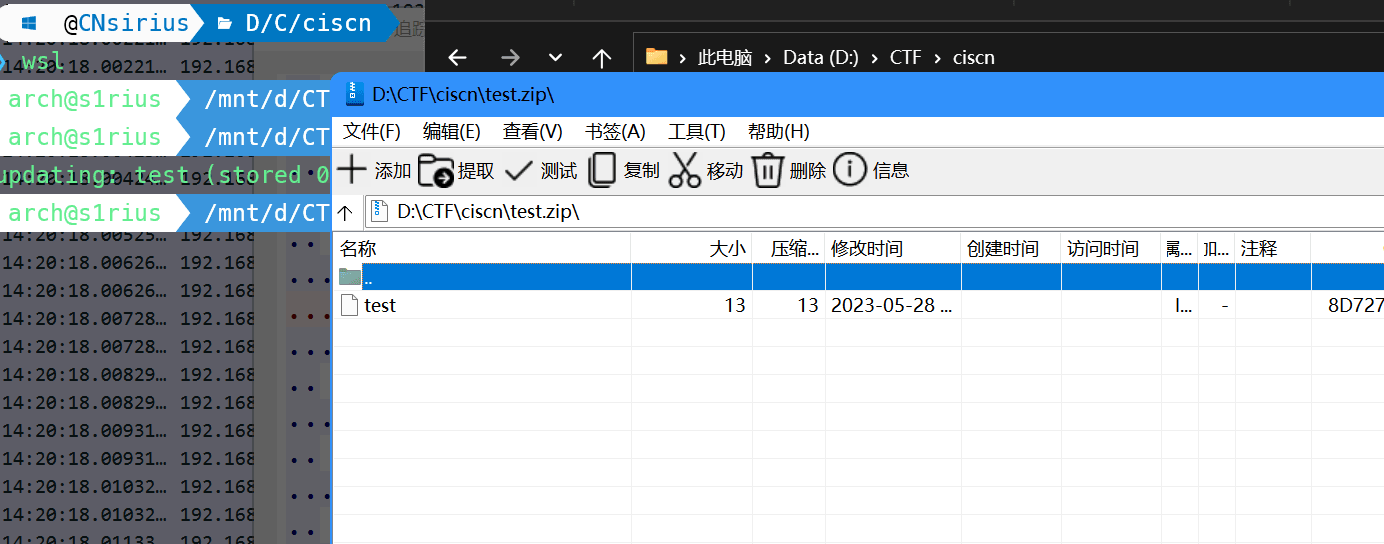 @CNsirius D/C/ciscn
追踪
14:20:18.00221… 192.168
wsl
arch@s1rius /mnt/d/CT
arch@s1rius /mnt/d/CT
updating: test (stored 0
arch@s1rius /mnt/d/CT
14:20:18.00525… 192.168
14:20:18.00626… 192.168
14:20:18.00626… 192.168
14:20:18.00728… 192.168
14:20:18.00728… 192.168
14:20:18.00829… 192.168
14:20:18.00829… 192.168
14:20:18.00931… 192.168
14:20:18.00931… 192.168
14:20:18.01032… 192.168
14:20:18.01032… 192.168
14:20:18.01133… 192.168
此电脑 › Data (D:) › CTF › ciscn
D:\CTF\ciscn\test.zip\
文件(F) 编辑(E) 查看(V) 书签(A) 工具(T) 帮助(H)
添加 提取 测试 复制 移动 删除 信息
D:\CTF\ciscn\test.zip\
名称 大小 压缩... 修改时间 创建时间 访问时间 属... 加... 注释
..
test 13 13 2023-05-28 ... l... - 8D727